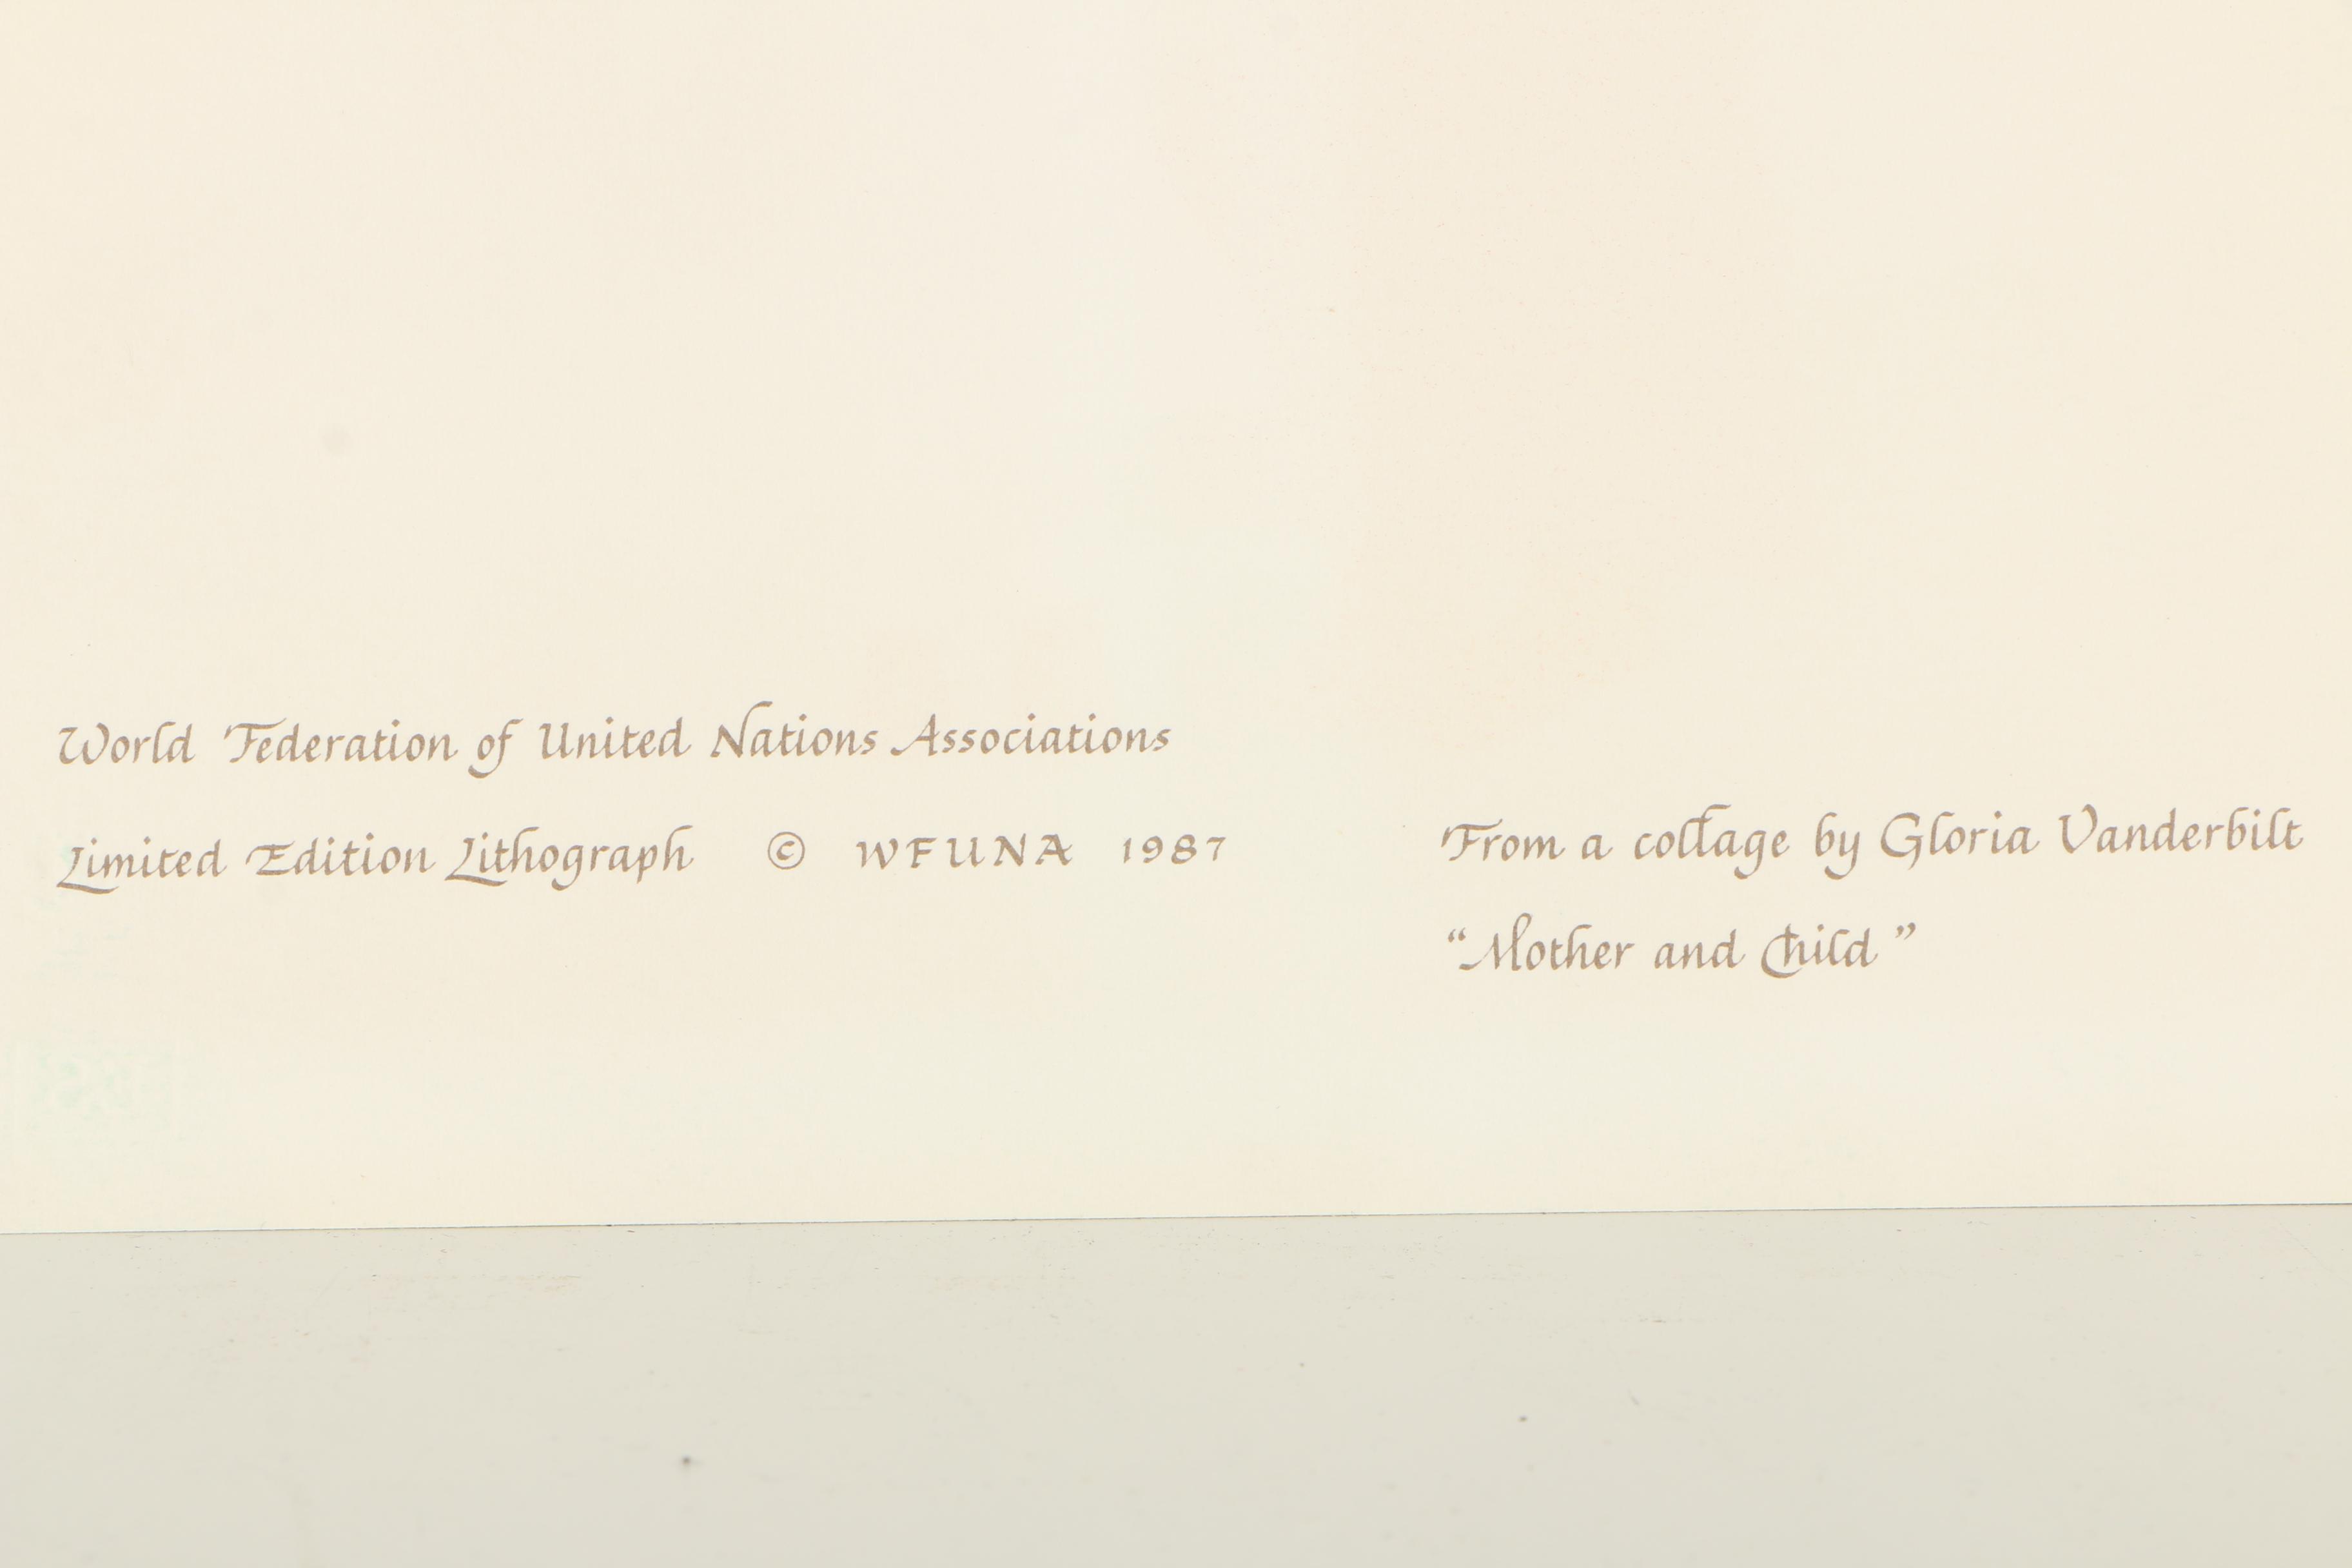 World Federation of United Nations Associations
Limited Edition Lithograph © WFUNA 1987
From a collage by Gloria Vanderbilt
“Mother and Child”